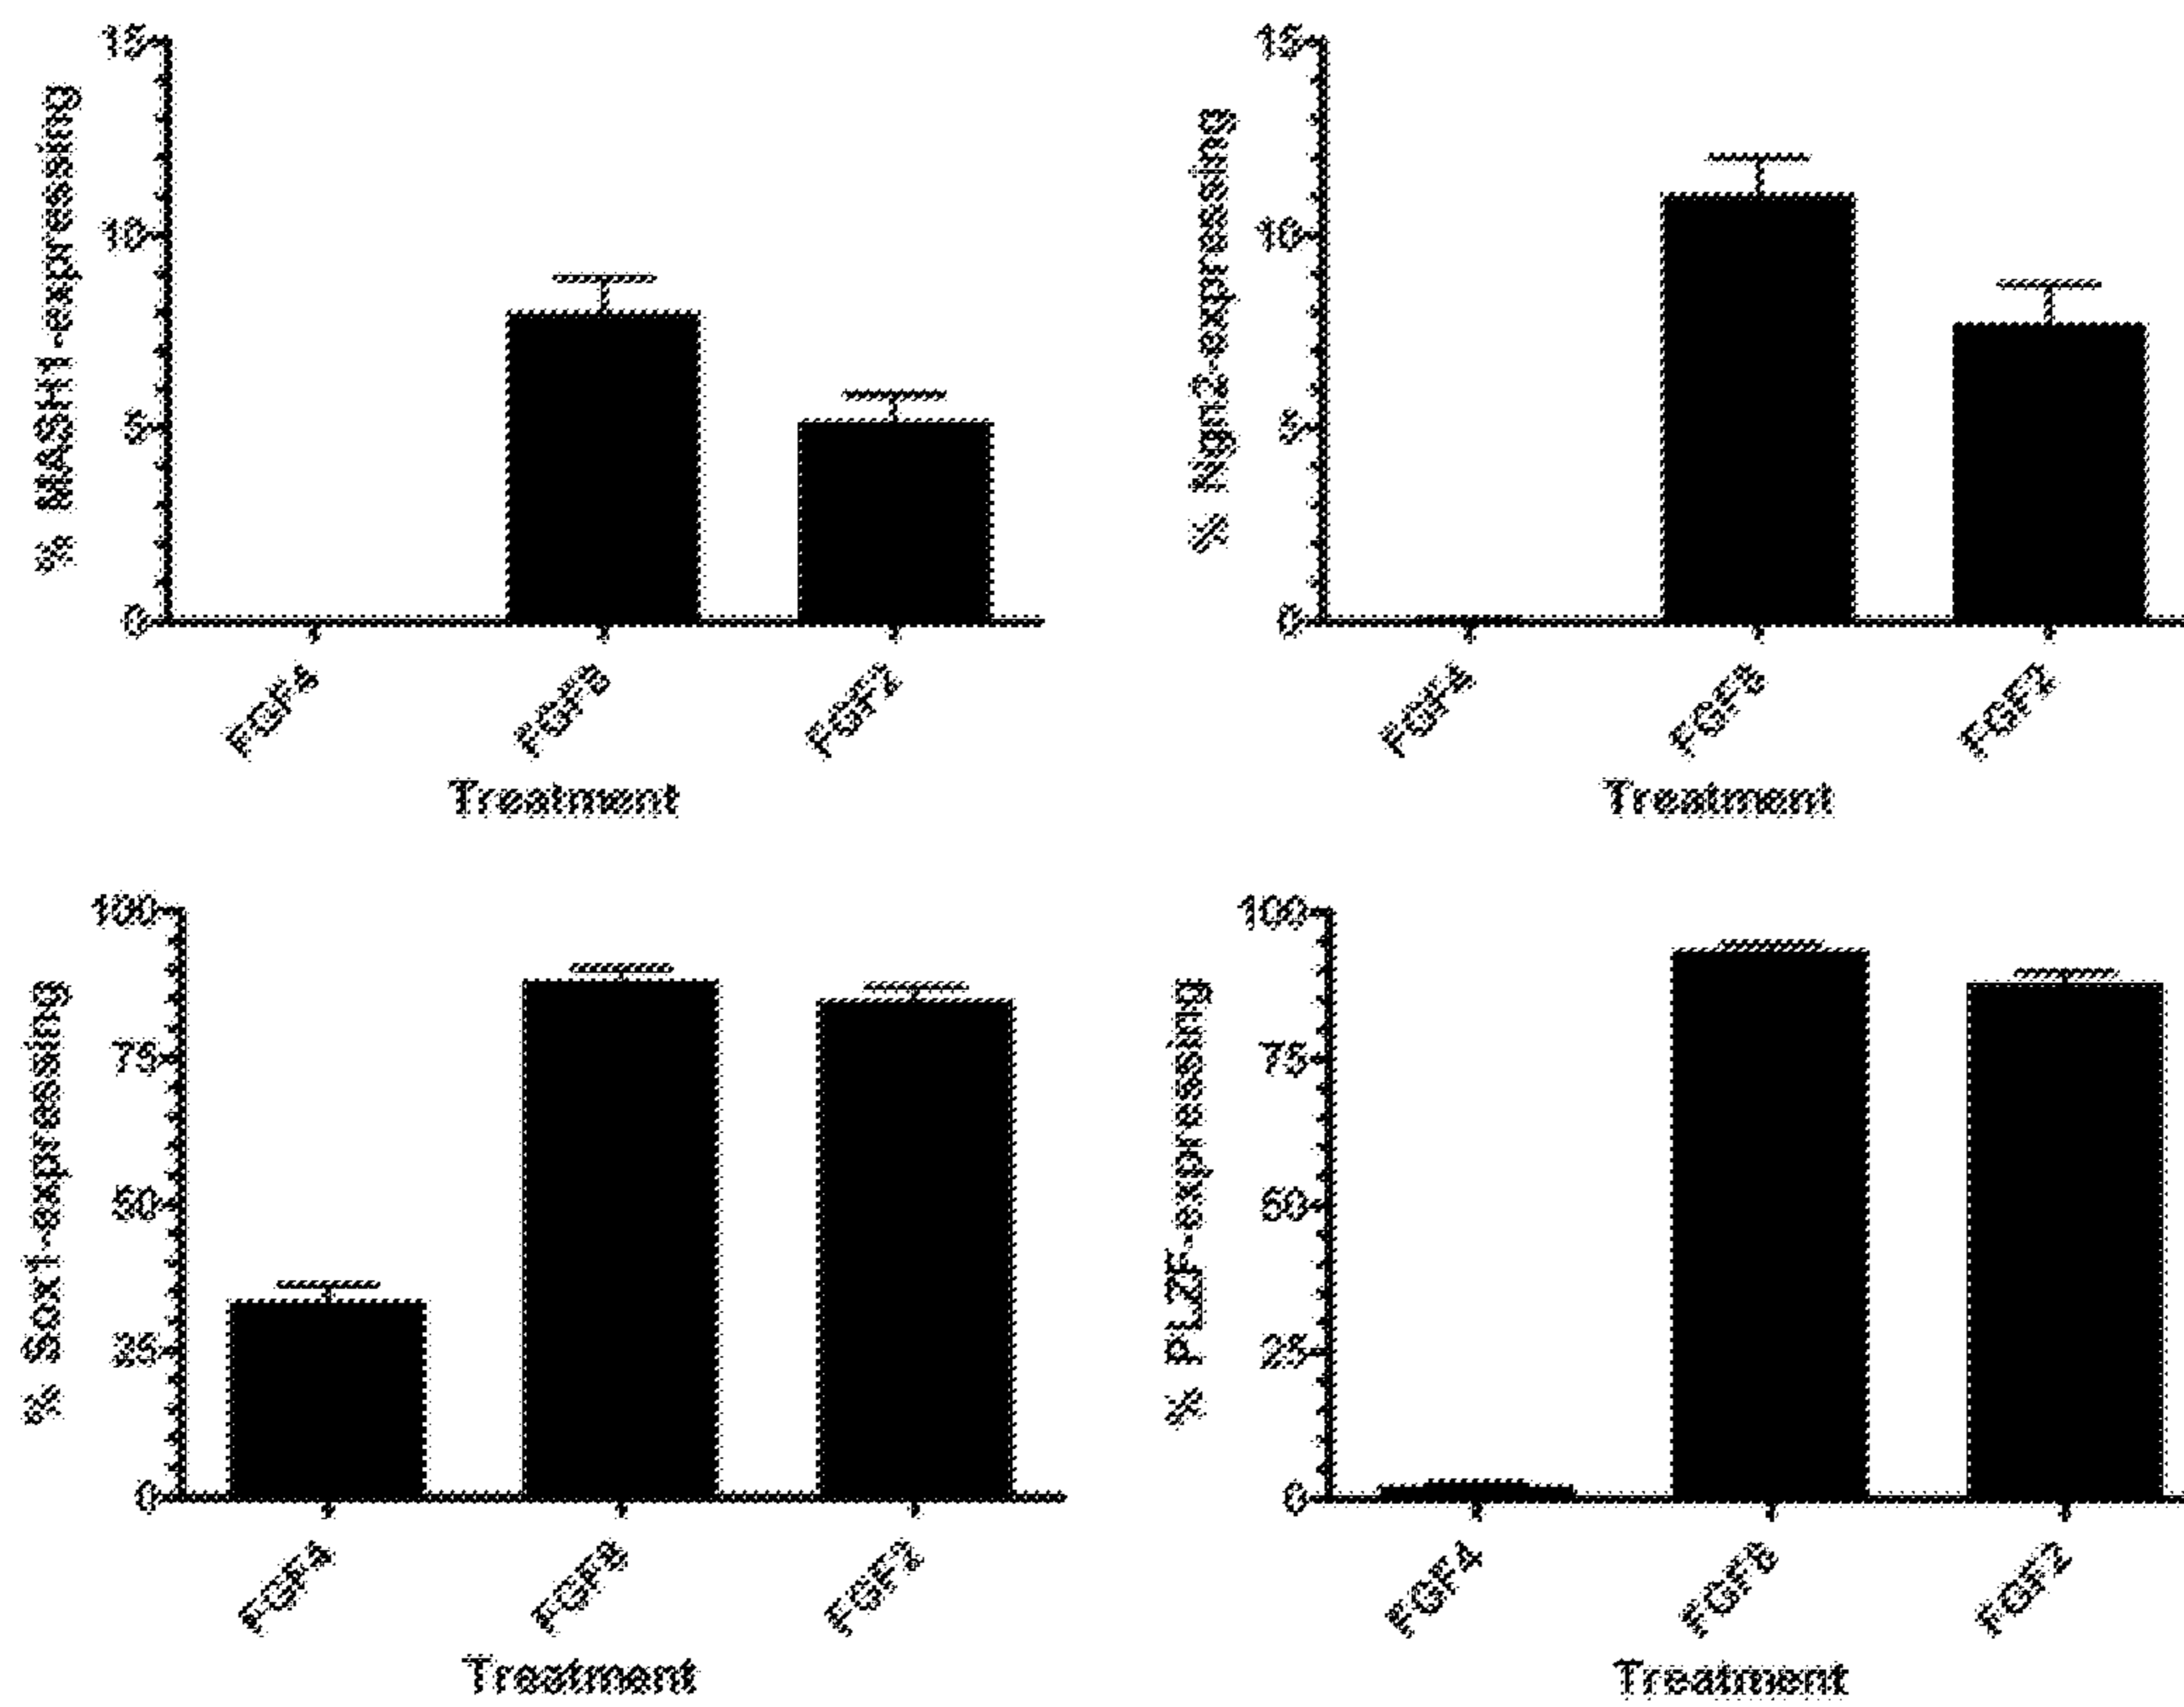 15
10
5
0
% MASH1-expressing
FGF4
FGF8
FGF2
Treatment
15
10
5
0
% Ngn2-expressing
FGF4
FGF8
FGF2
Treatment
100
75
50
25
0
% Sox1-expressing
FGF4
FGF8
FGF2
Treatment
100
75
50
25
0
% PLZF-expressing
FGF4
FGF8
FGF2
Treatment